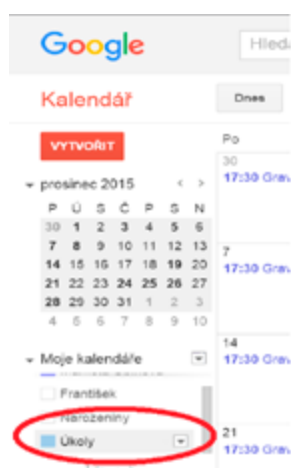 Google
Hled
Kalendář
Dnes
VYTVOŘIT
Po
30
17:30 Grav
prosinec 2015 < >
P Ú S Č P S N
30 1 2 3 4 5 6
7 8 9 10 11 12 13
14 15 16 17 18 19 20
21 22 23 24 25 26 27
28 29 30 31 1 2 3
4 5 6 7 8 9 10
7
17:30 Grav
14
17:30 Grav
Moje kalendáře
František
Narozeniny
Úkoly
21
17:30 Grav